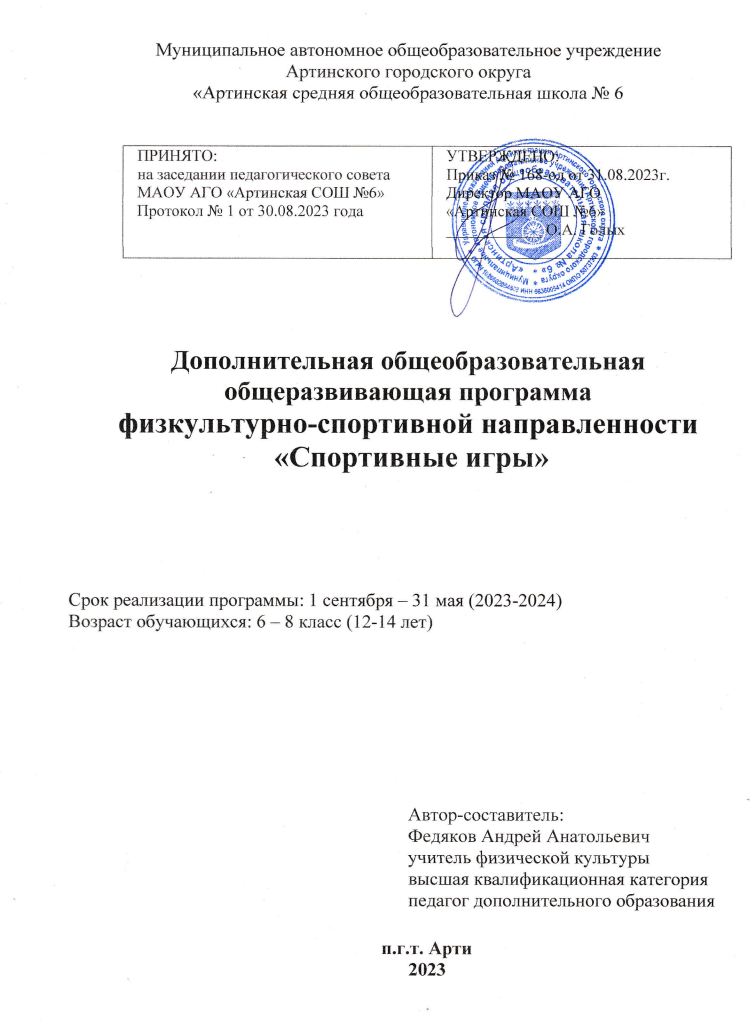 Муниципальное автономное общеобразовательное учреждение
Артинского городского округа
«Артинская средняя общеобразовательная школа № 6
ПРИНЯТО:
на заседании педагогического совета
МАОУ АГО «Артинская СОШ №6»
Протокол № 1 от 30.08.2023 года
УТВЕРЖДЕНО:
Приказ № 168-од от 31.08.2023г.
Директор МАОУ АГО
«Артинская СОШ №6»
О.А. Голых
Дополнительная общеобразовательная
общеразвивающая программа
физкультурно-спортивной направленности
«Спортивные игры»
Срок реализации программы: 1 сентября – 31 мая (2023-2024)
Возраст обучающихся: 6 – 8 класс (12-14 лет)
Автор-составитель:
Федяков Андрей Анатольевич
учитель физической культуры
высшая квалификационная категория
педагог дополнительного образования
п.г.т. Арти
2023